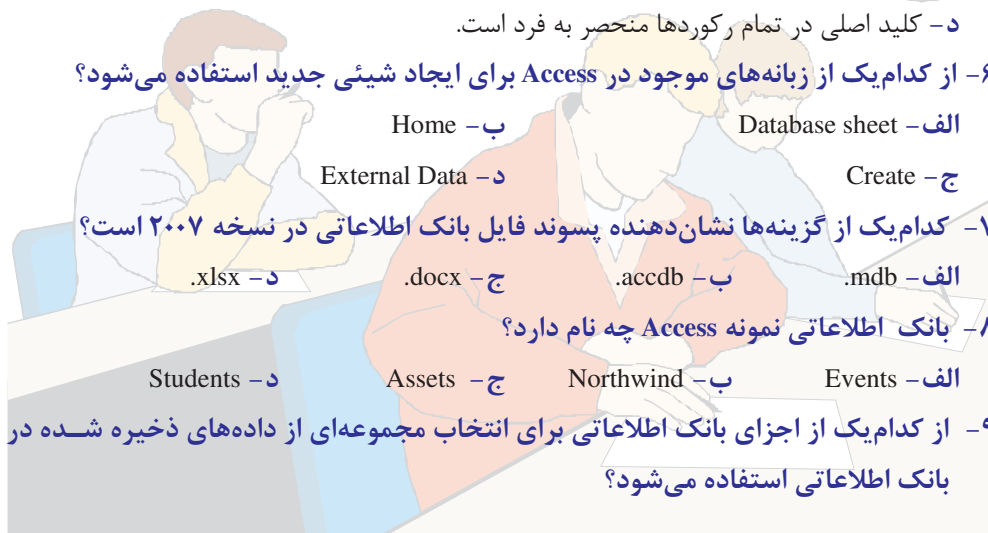 د- کلید اصلی در تمام رکوردها منحصر به فرد است.
۶- از کدام‌یک از زبانه‌های موجود در Access برای ایجاد شیئی جدید استفاده می‌شود؟
الف- Database sheet ب- Home
ج- Create د- External Data
۷- کدام‌یک از گزینه‌ها نشان‌دهنده پسوند فایل بانک اطلاعاتی در نسخه ۲۰۰۷ است؟
الف- .mdb ب- .accdb ج- .docx د- .xlsx
۸- بانک اطلاعاتی نمونه Access چه نام دارد؟
الف- Events ب- Northwind ج- Assets د- Students
۹- از کدام‌یک از اجزای بانک اطلاعاتی برای انتخاب مجموعه‌ای از داده‌های ذخیره شده در
بانک اطلاعاتی استفاده می‌شود؟